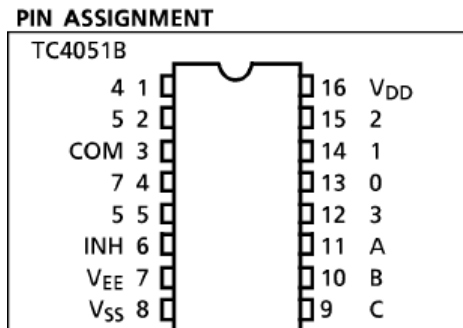 PIN ASSIGNMENT
TC4051B
4 1 16 VDD
5 2 15 2
COM 3 14 1
7 4 13 0
5 5 12 3
INH 6 11 A
VEE 7 10 B
VSS 8 9 C